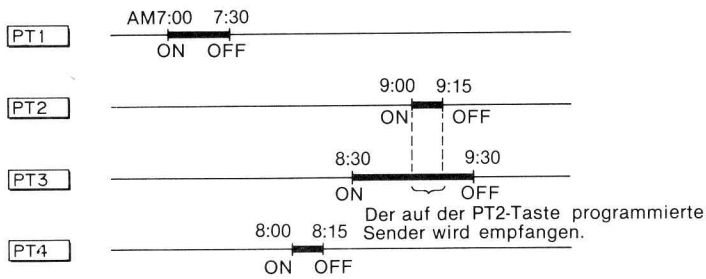 AM7:00 7:30
PT1
ON OFF
9:00 9:15
PT2
ON OFF
8:30 9:30
PT3
ON OFF
Der auf der PT2-Taste programmierte
Sender wird empfangen.
8:00 8:15
PT4
ON OFF